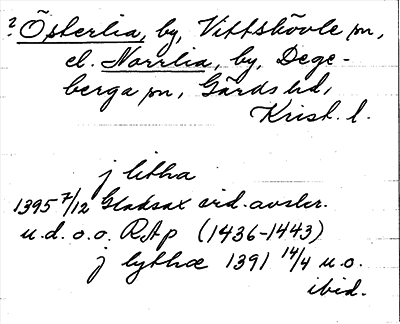 ? Österlia, by, Vittskövle sn,
el. Norrlia, by, Dege-
berga sn, Gärds hd,
Krist. l.
j litha
1395 7/12 Gladsax vid. avskr.
u.d. o.o. RAp (1436-1443)
j lythæ 1391 14/4 u.o.
ibid.